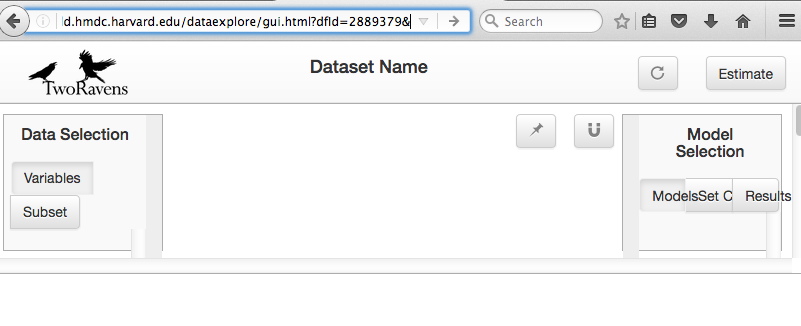 d.hmdc.harvard.edu/dataexplore/gui.html?dfId=2889379&
Search
TwoRavens
Dataset Name
Estimate
Data Selection
Variables
Subset
Model
Selection
Models
Set C
Results